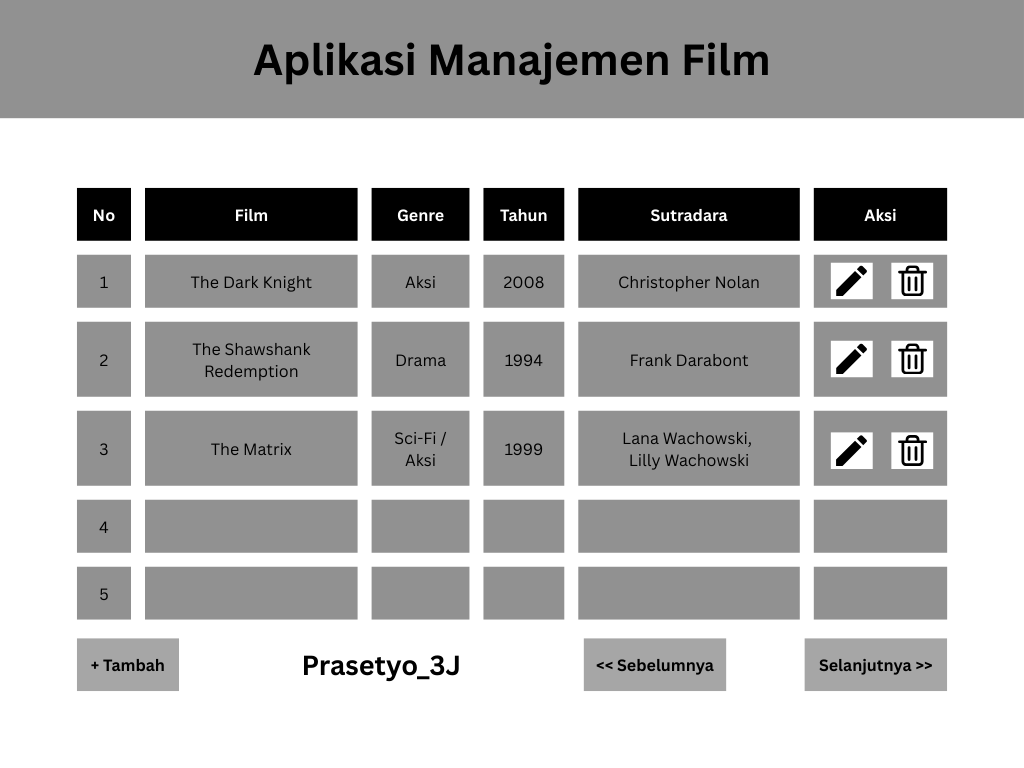 Aplikasi Manajemen Film
No Film Genre Tahun Sutradara Aksi
1 The Dark Knight Aksi 2008 Christopher Nolan
2 The Shawshank Redemption Drama 1994 Frank Darabont
3 The Matrix Sci-Fi / Aksi 1999 Lana Wachowski, Lilly Wachowski
4
5
+ Tambah Prasetyo_3J << Sebelumnya Selanjutnya >>